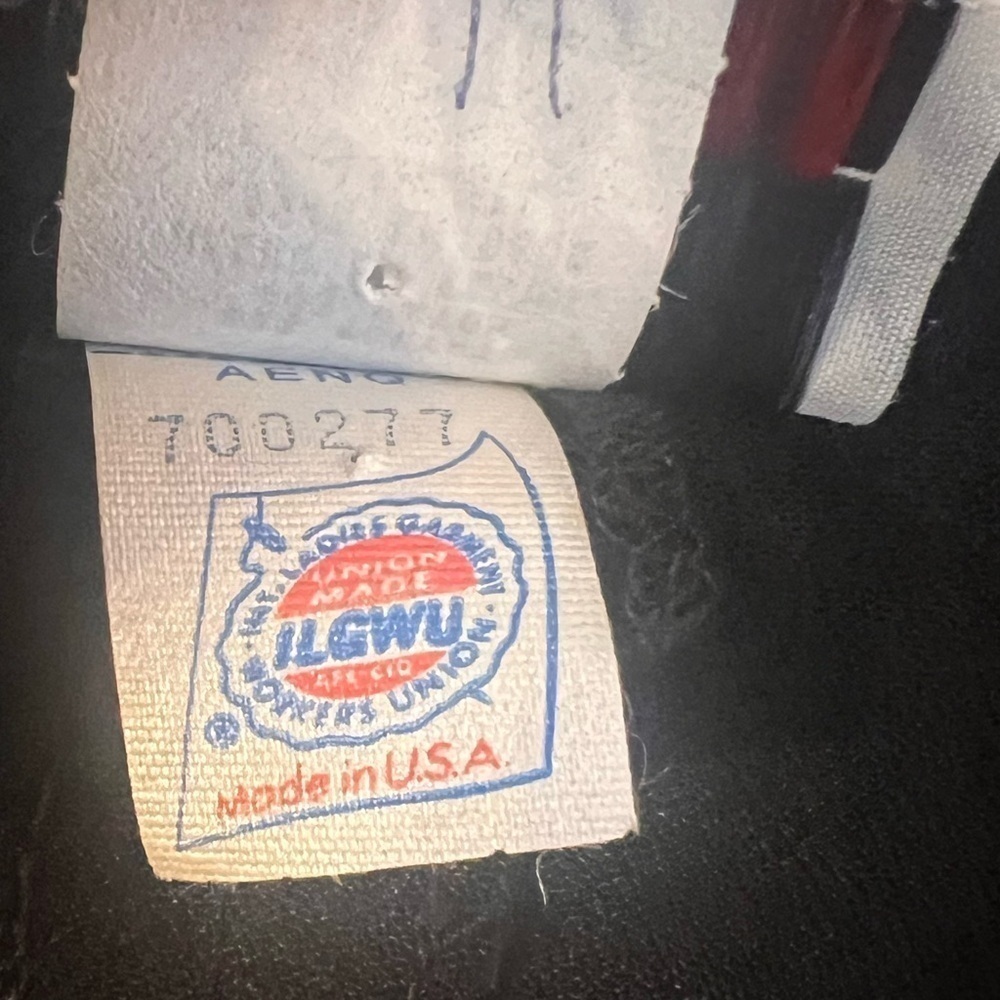 AENG
700277
INT. LADIES GARMENT
UNION
MADE
ILGWU
AFL CIO
WORKERS UNION
®
Made in U.S.A.